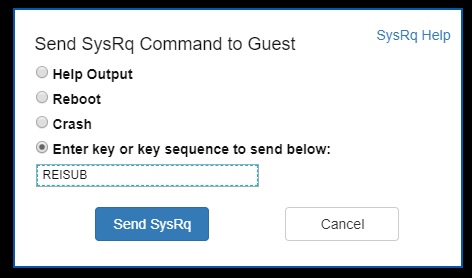 Send SysRq Command to Guest
SysRq Help
Help Output
Reboot
Crash
Enter key or key sequence to send below:
REISUB
Send SysRq
Cancel